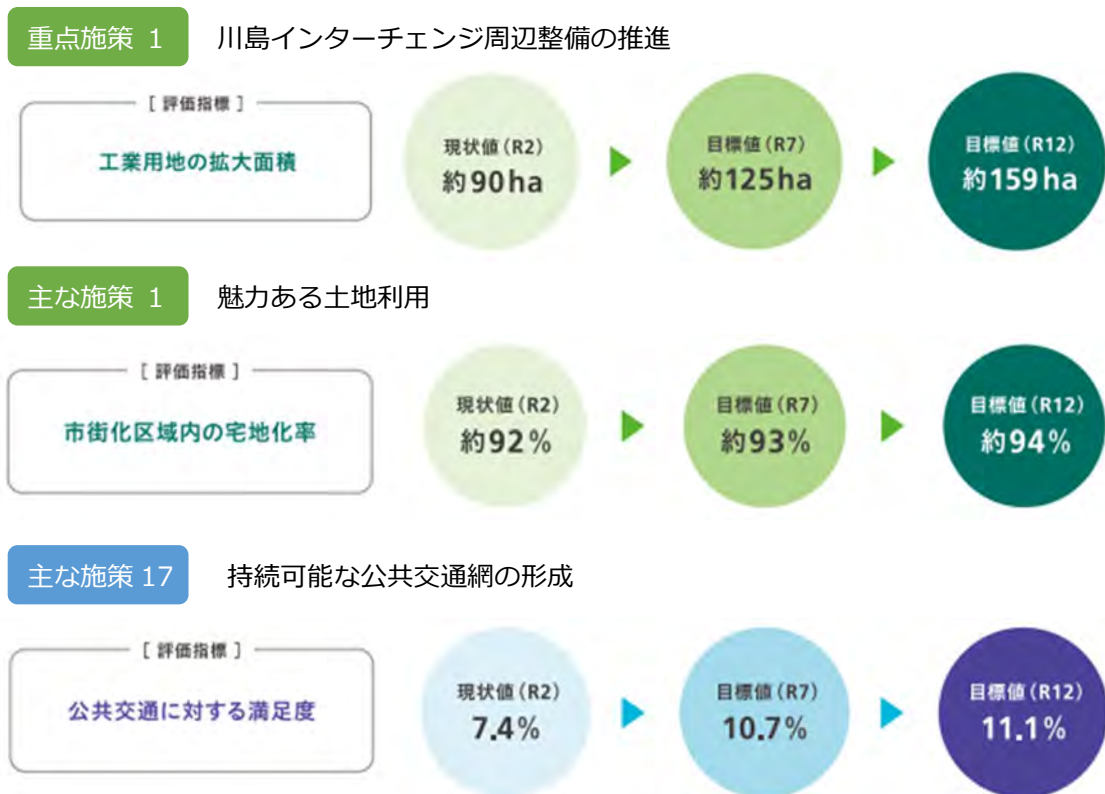 重点施策 1 川島インターチェンジ周辺整備の推進
[ 評価指標 ]
工業用地の拡大面積
現状値(R2)
約90ha
目標値(R7)
約125ha
目標値(R12)
約159ha
主な施策 1 魅力ある土地利用
[ 評価指標 ]
市街化区域内の宅地化率
現状値(R2)
約92%
目標値(R7)
約93%
目標値(R12)
約94%
主な施策 17 持続可能な公共交通網の形成
[ 評価指標 ]
公共交通に対する満足度
現状値(R2)
7.4%
目標値(R7)
10.7%
目標値(R12)
11.1%